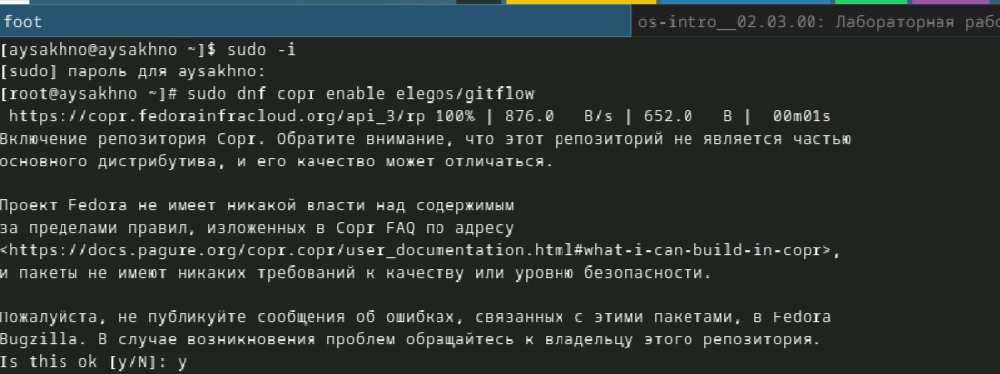 foot
os-intro__02.03.00: Лабораторная рабо
[aysakhno@aysakhno ~]$ sudo -i
[sudo] пароль для aysakhno:
[root@aysakhno ~]# sudo dnf copr enable elegos/gitflow
https://copr.fedorainfracloud.org/api_3/rp 100% | 876.0   B/s | 652.0   B |  00m01s
Включение репозитория Copr. Обратите внимание, что этот репозиторий не является частью
основного дистрибутива, и его качество может отличаться.
Проект Fedora не имеет никакой власти над содержимым
за пределами правил, изложенных в Copr FAQ по адресу
<https://docs.pagure.org/copr.copr/user_documentation.html#what-i-can-build-in-copr>,
и пакеты не имеют никаких требований к качеству или уровню безопасности.
Пожалуйста, не публикуйте сообщения об ошибках, связанных с этими пакетами, в Fedora
Bugzilla. В случае возникновения проблем обращайтесь к владельцу этого репозитория.
Is this ok [y/N]: y